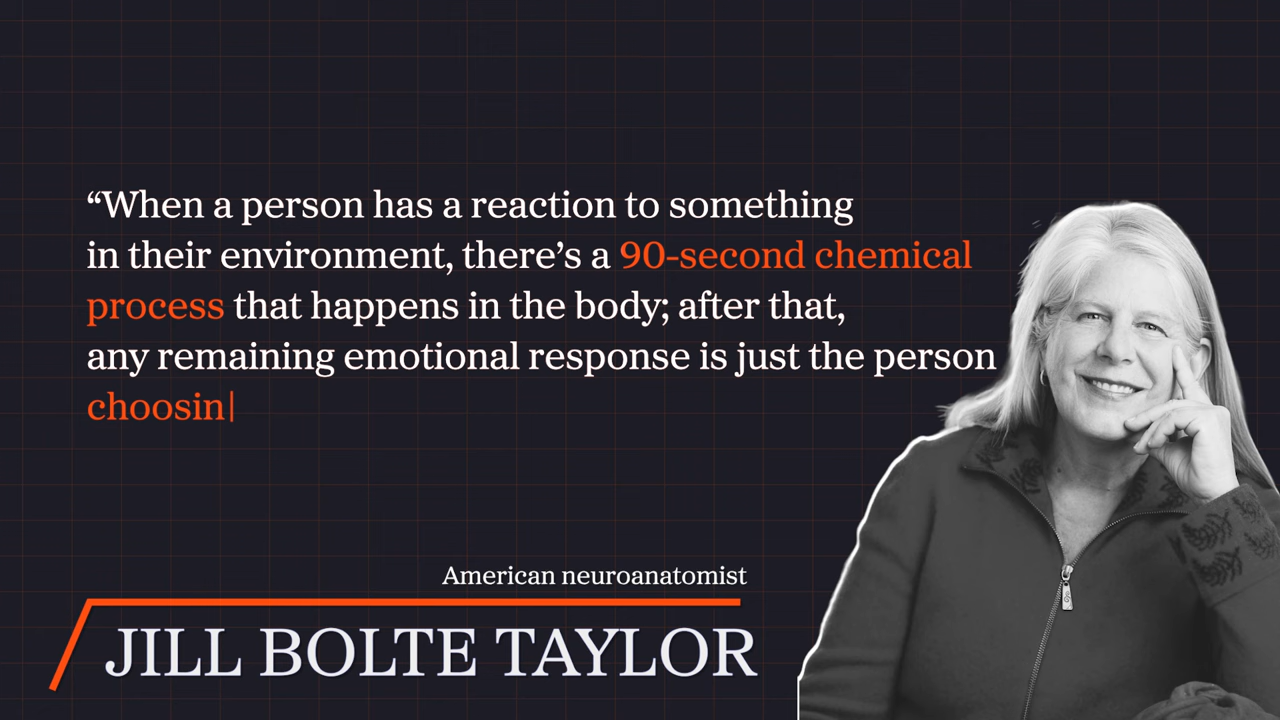 “When a person has a reaction to something
in their environment, there’s a 90-second chemical
process that happens in the body; after that,
any remaining emotional response is just the person
choosin|
American neuroanatomist
JILL BOLTE TAYLOR